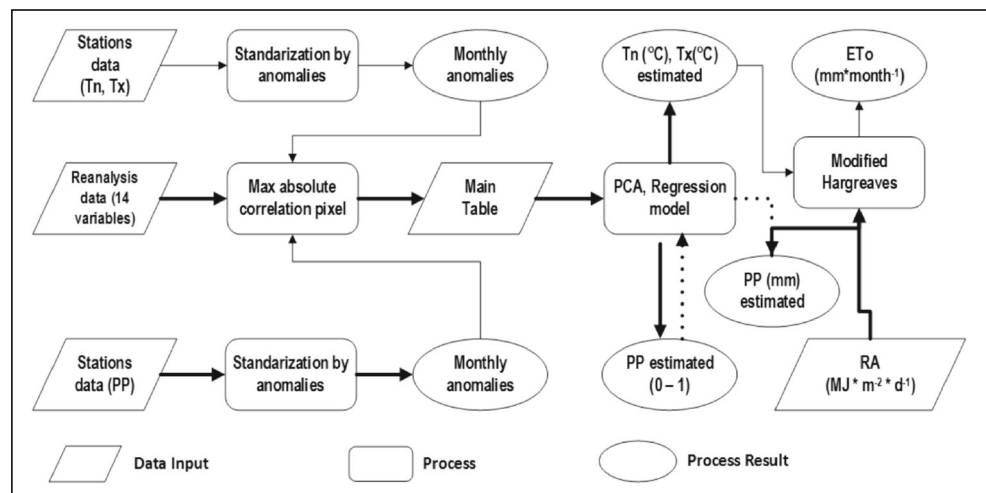 Stations
data
(Tn, Tx)
Standarization by
anomalies
Monthly
anomalies
Tn (°C), Tx(°C)
estimated
ETo
(mm*month⁻¹)
Reanalysis
data (14
variables)
Max absolute
correlation pixel
Main
Table
PCA, Regression
model
Modified
Hargreaves
PP (mm)
estimated
Stations
data (PP)
Standarization by
anomalies
Monthly
anomalies
PP estimated
(0 – 1)
RA
(MJ * m⁻² * d⁻¹)
Data Input
Process
Process Result